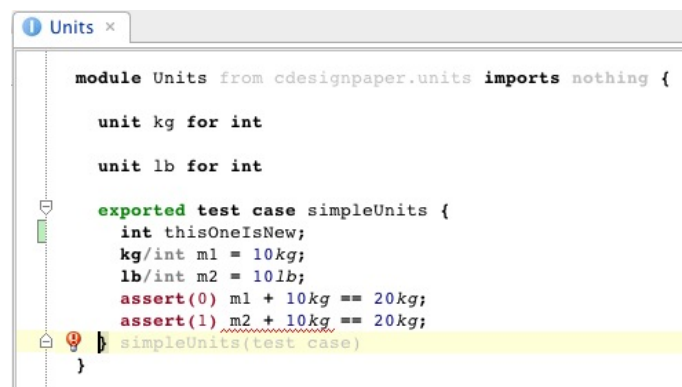 Units ×
module Units from cdesignpaper.units imports nothing {
unit kg for int
unit lb for int
exported test case simpleUnits {
int thisOneIsNew;
kg/int m1 = 10kg;
lb/int m2 = 10lb;
assert(0) m1 + 10kg == 20kg;
assert(1) m2 + 10kg == 20kg;
} simpleUnits(test case)
}